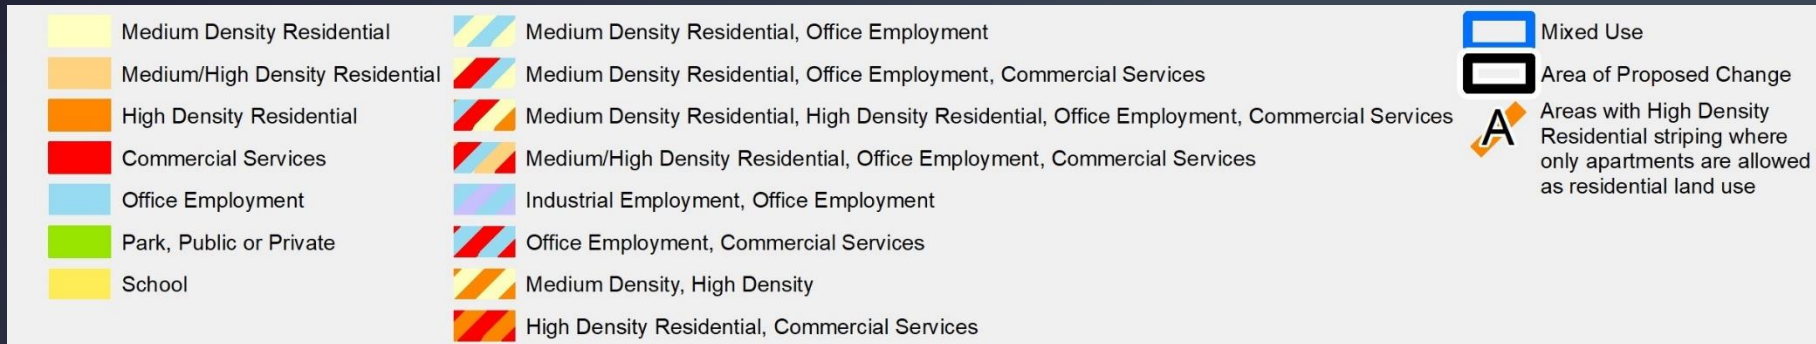 Medium Density Residential
Medium/High Density Residential
High Density Residential
Commercial Services
Office Employment
Park, Public or Private
School
Medium Density Residential, Office Employment
Medium Density Residential, Office Employment, Commercial Services
Medium Density Residential, High Density Residential, Office Employment, Commercial Services
Medium/High Density Residential, Office Employment, Commercial Services
Industrial Employment, Office Employment
Office Employment, Commercial Services
Medium Density, High Density
High Density Residential, Commercial Services
Mixed Use
Area of Proposed Change
A
Areas with High Density
Residential striping where
only apartments are allowed
as residential land use